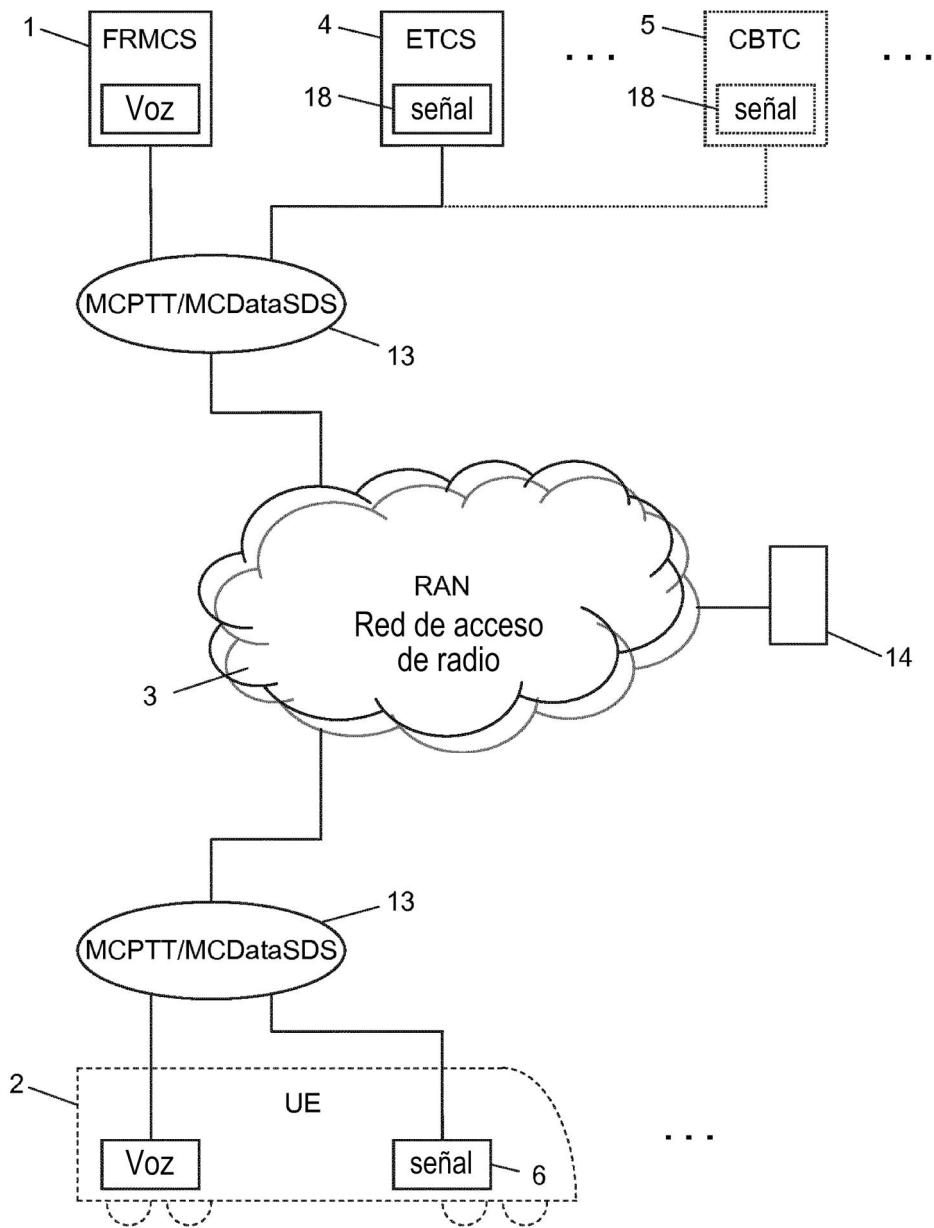 1
FRMCS
Voz
4
ETCS
18
señal
. . .
5
CBTC
18
señal
. . .
MCPTT/MCDataSDS
13
RAN
Red de acceso
de radio
3
14
13
MCPTT/MCDataSDS
2
UE
Voz
señal
6
. . .